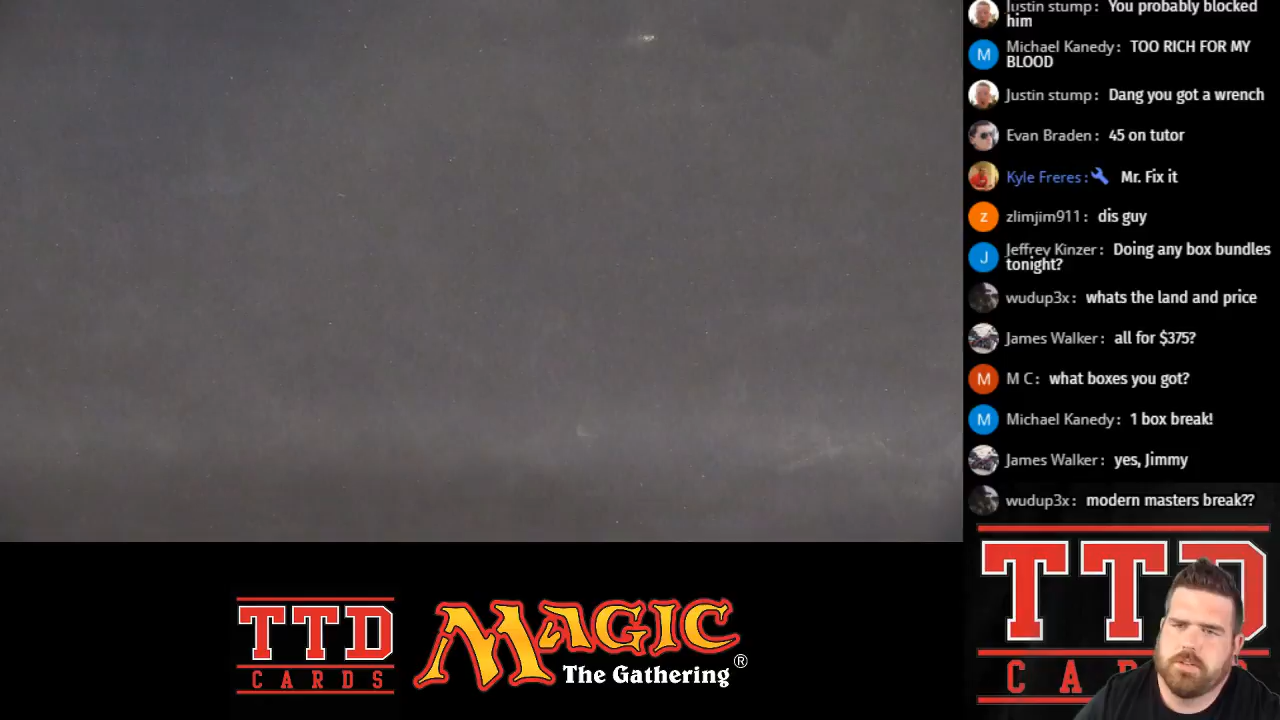 Justin stump: You probably blocked
him
M Michael Kanedy: TOO RICH FOR MY
BLOOD
Justin stump: Dang you got a wrench
Evan Braden: 45 on tutor
Kyle Freres: Mr. Fix it
z zlimjim911: dis guy
J Jeffrey Kinzer: Doing any box bundles
tonight?
wudup3x: whats the land and price
James Walker: all for $375?
M M C: what boxes you got?
M Michael Kanedy: 1 box break!
James Walker: yes, Jimmy
wudup3x: modern masters break??
TTD
CARDS
MAGIC
The Gathering®
TTD
CAR